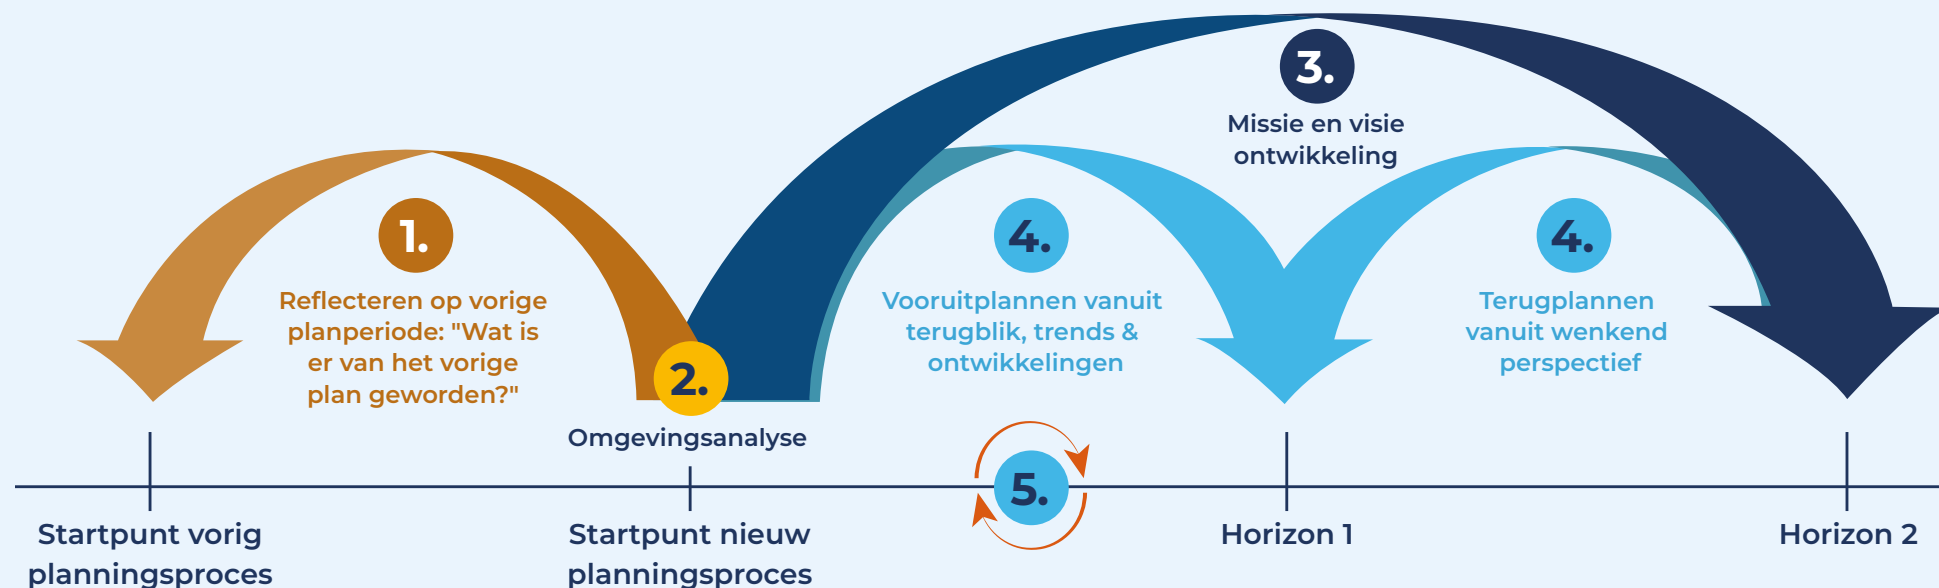 1.
Reflecteren op vorige
planperiode: "Wat is
er van het vorige
plan geworden?"
2.
Omgevingsanalyse
3.
Missie en visie
ontwikkeling
4.
Vooruitplannen vanuit
terugblik, trends &
ontwikkelingen
4.
Terugplannen
vanuit wenkend
perspectief
5.
Startpunt vorig
planningsproces
Startpunt nieuw
planningsproces
Horizon 1
Horizon 2